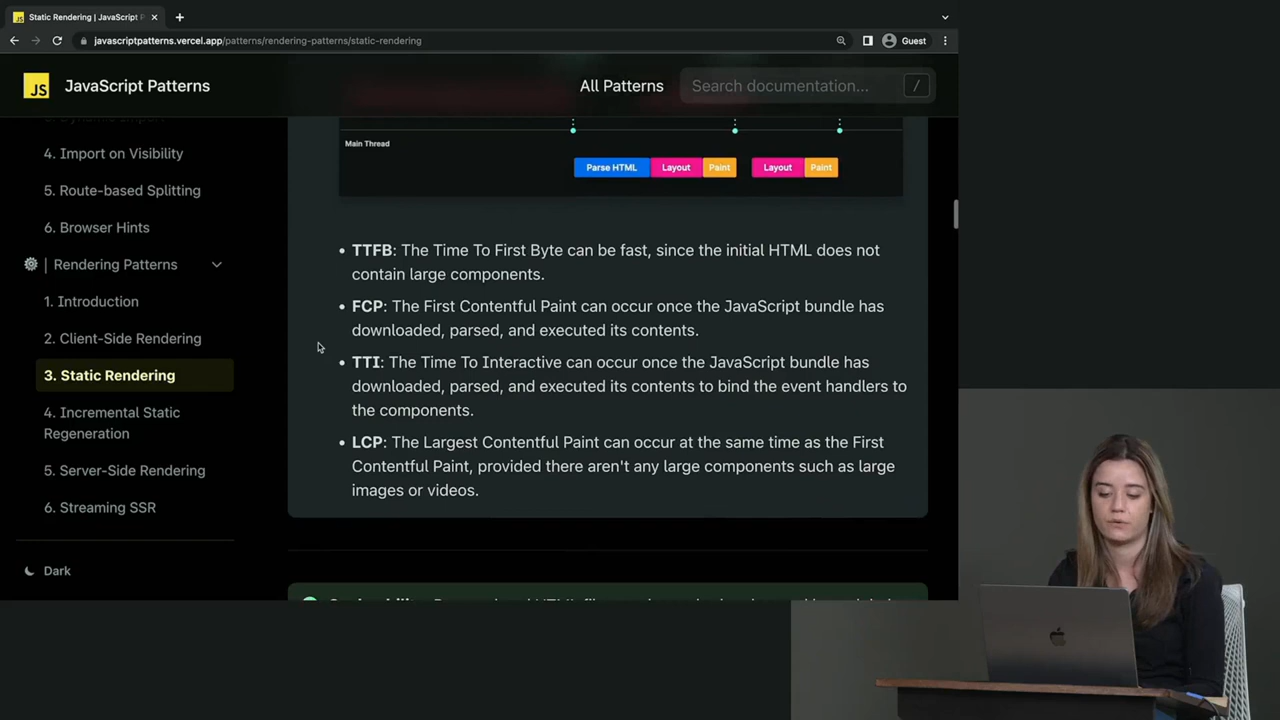 Static Rendering | JavaScript P
javascriptpatterns.vercel.app/patterns/rendering-patterns/static-rendering
Guest
JS
JavaScript Patterns
All Patterns
Search documentation...
/
4. Import on Visibility
5. Route-based Splitting
6. Browser Hints
| Rendering Patterns
1. Introduction
2. Client-Side Rendering
3. Static Rendering
4. Incremental Static
Regeneration
5. Server-Side Rendering
6. Streaming SSR
Dark
Main Thread
Parse HTML
Layout
Paint
Layout
Paint
• TTFB: The Time To First Byte can be fast, since the initial HTML does not
contain large components.
• FCP: The First Contentful Paint can occur once the JavaScript bundle has
downloaded, parsed, and executed its contents.
• TTI: The Time To Interactive can occur once the JavaScript bundle has
downloaded, parsed, and executed its contents to bind the event handlers to
the components.
• LCP: The Largest Contentful Paint can occur at the same time as the First
Contentful Paint, provided there aren't any large components such as large
images or videos.